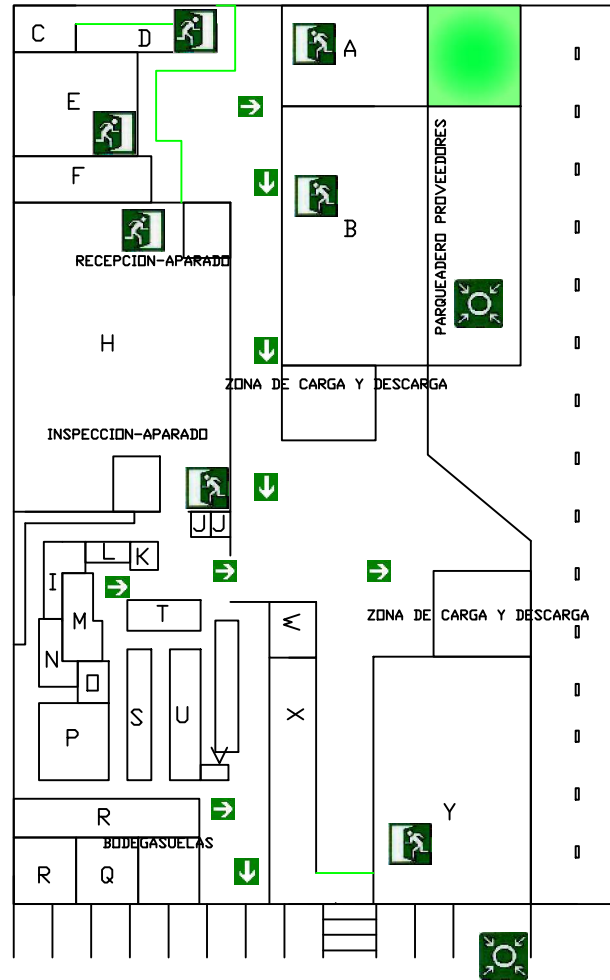 C
D
A
E
F
B
PARQUEADERO PROVEEDORES
RECEPCION-APARADO
H
ZONA DE CARGA Y DESCARGA
INSPECCION-APARADO
J J
L
K
I
M
T
W
ZONA DE CARGA Y DESCARGA
N
O
S
U
X
P
V
R
Y
BODEGASUELAS
R
Q